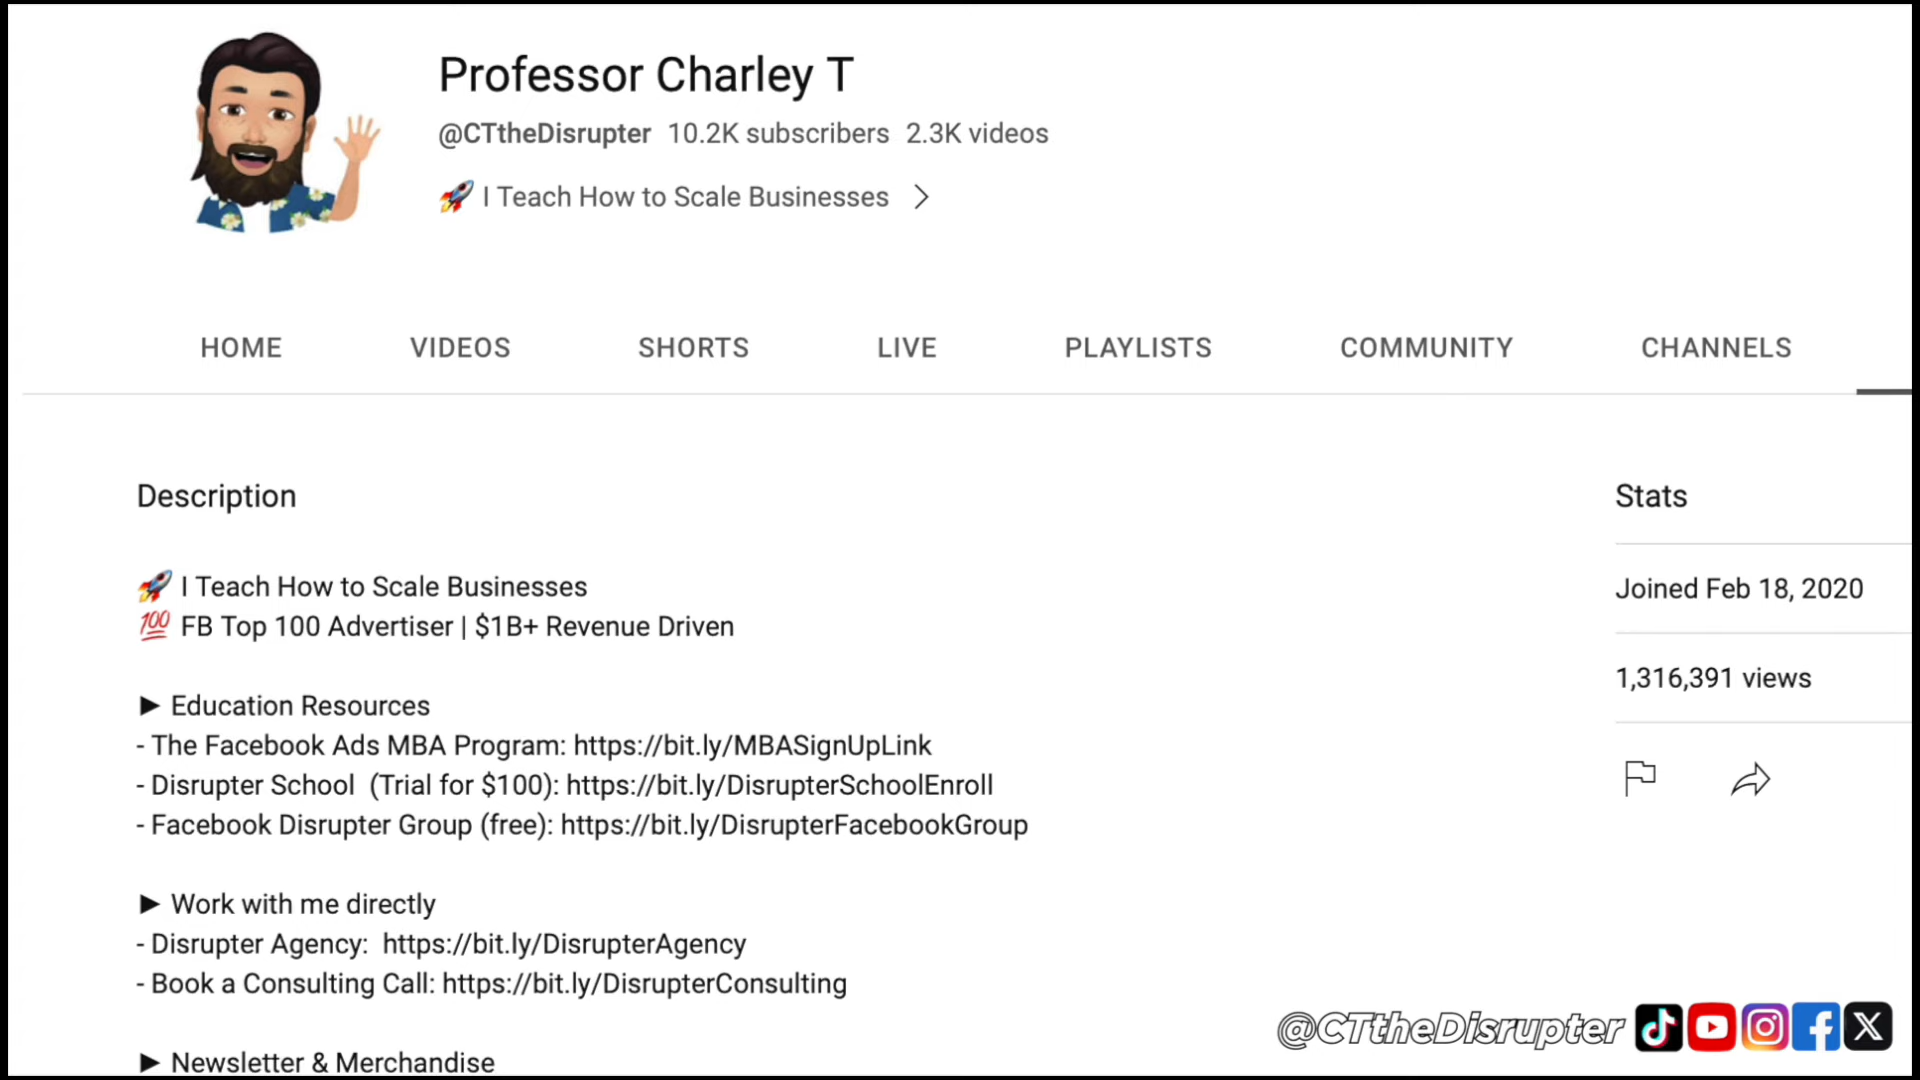 Professor Charley T
@CTtheDisrupter 10.2K subscribers 2.3K videos
🚀 I Teach How to Scale Businesses
HOME VIDEOS SHORTS LIVE PLAYLISTS COMMUNITY CHANNELS
Description
🚀 I Teach How to Scale Businesses
💯 FB Top 100 Advertiser | $1B+ Revenue Driven
► Education Resources
- The Facebook Ads MBA Program: https://bit.ly/MBASignUpLink
- Disrupter School (Trial for $100): https://bit.ly/DisrupterSchoolEnroll
- Facebook Disrupter Group (free): https://bit.ly/DisrupterFacebookGroup
► Work with me directly
- Disrupter Agency: https://bit.ly/DisrupterAgency
- Book a Consulting Call: https://bit.ly/DisrupterConsulting
► Newsletter & Merchandise
Stats
Joined Feb 18, 2020
1,316,391 views
@CTtheDisrupter